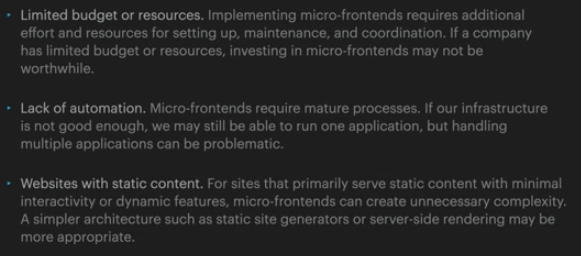 Limited budget or resources. Implementing micro-frontends requires additional
effort and resources for setting up, maintenance, and coordination. If a company
has limited budget or resources, investing in micro-frontends may not be
worthwhile.
Lack of automation. Micro-frontends require mature processes. If our infrastructure
is not good enough, we may still be able to run one application, but handling
multiple applications can be problematic.
Websites with static content. For sites that primarily serve static content with minimal
interactivity or dynamic features, micro-frontends can create unnecessary complexity.
A simpler architecture such as static site generators or server-side rendering may be
more appropriate.